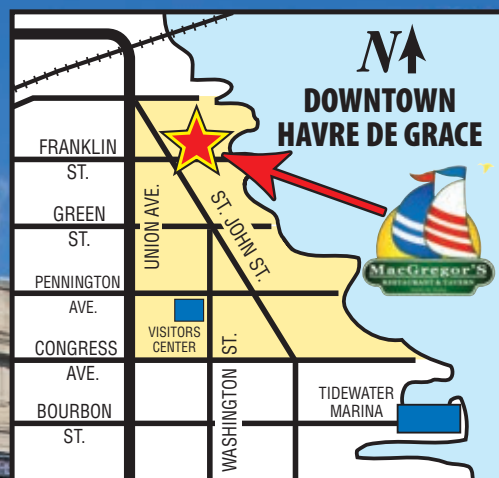 N
DOWNTOWN
HAVRE DE GRACE
FRANKLIN
ST.
GREEN
ST.
UNION AVE.
ST. JOHN ST.
MacGregor'S
RESTAURANT & TAVERN
PENNINGTON
AVE.
VISITORS
CENTER
CONGRESS
AVE.
WASHINGTON ST.
TIDEWATER
MARINA
BOURBON
ST.